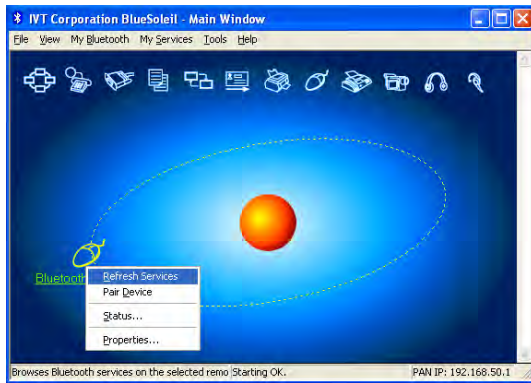 IVT Corporation BlueSoleil - Main Window
File View My Bluetooth My Services Tools Help
Bluetooth
Refresh Services
Pair Device
Status...
Properties...
Browses Bluetooth services on the selected remo Starting OK. PAN IP: 192.168.50.1